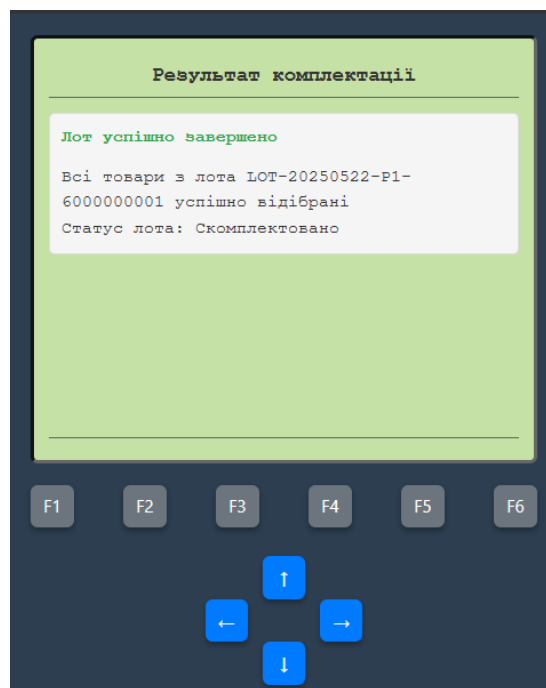 Результат комплектації
Лот успішно завершено
Всі товари з лота LOT-20250522-P1-
6000000001 успішно відібрані
Статус лота: Скомплектовано
F1 F2 F3 F4 F5 F6
↑
← →
↓